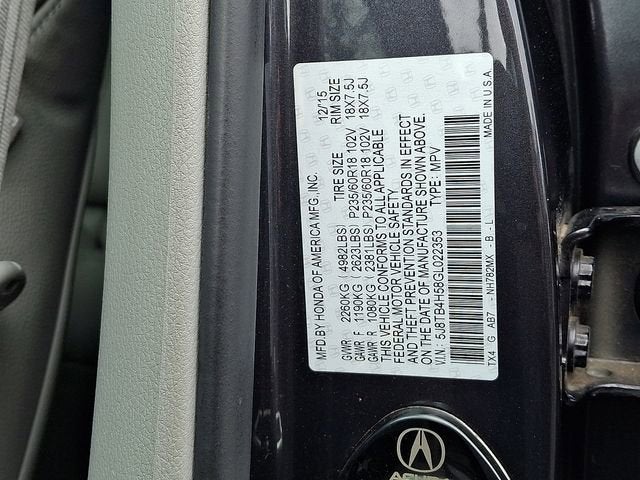 MFD BY HONDA OF AMERICA MFG., INC. 12/15
TIRE SIZE RIM SIZE
GVWR 2260KG (4982LBS)
GAWR F 1190KG (2623LBS) P235/60R18 102V 18X7.5J
GAWR R 1080KG (2381LBS) P235/60R18 102V 18X7.5J
THIS VEHICLE CONFORMS TO ALL APPLICABLE
FEDERAL MOTOR VEHICLE SAFETY
AND THEFT PREVENTION STANDARDS IN EFFECT
ON THE DATE OF MANUFACTURE SHOWN ABOVE.
V.I.N.: 5J8TB4H58GL022353 TYPE: MPV
TX4 G AB7 - NH782MX - B - L MADE IN U.S.A.
ACURA